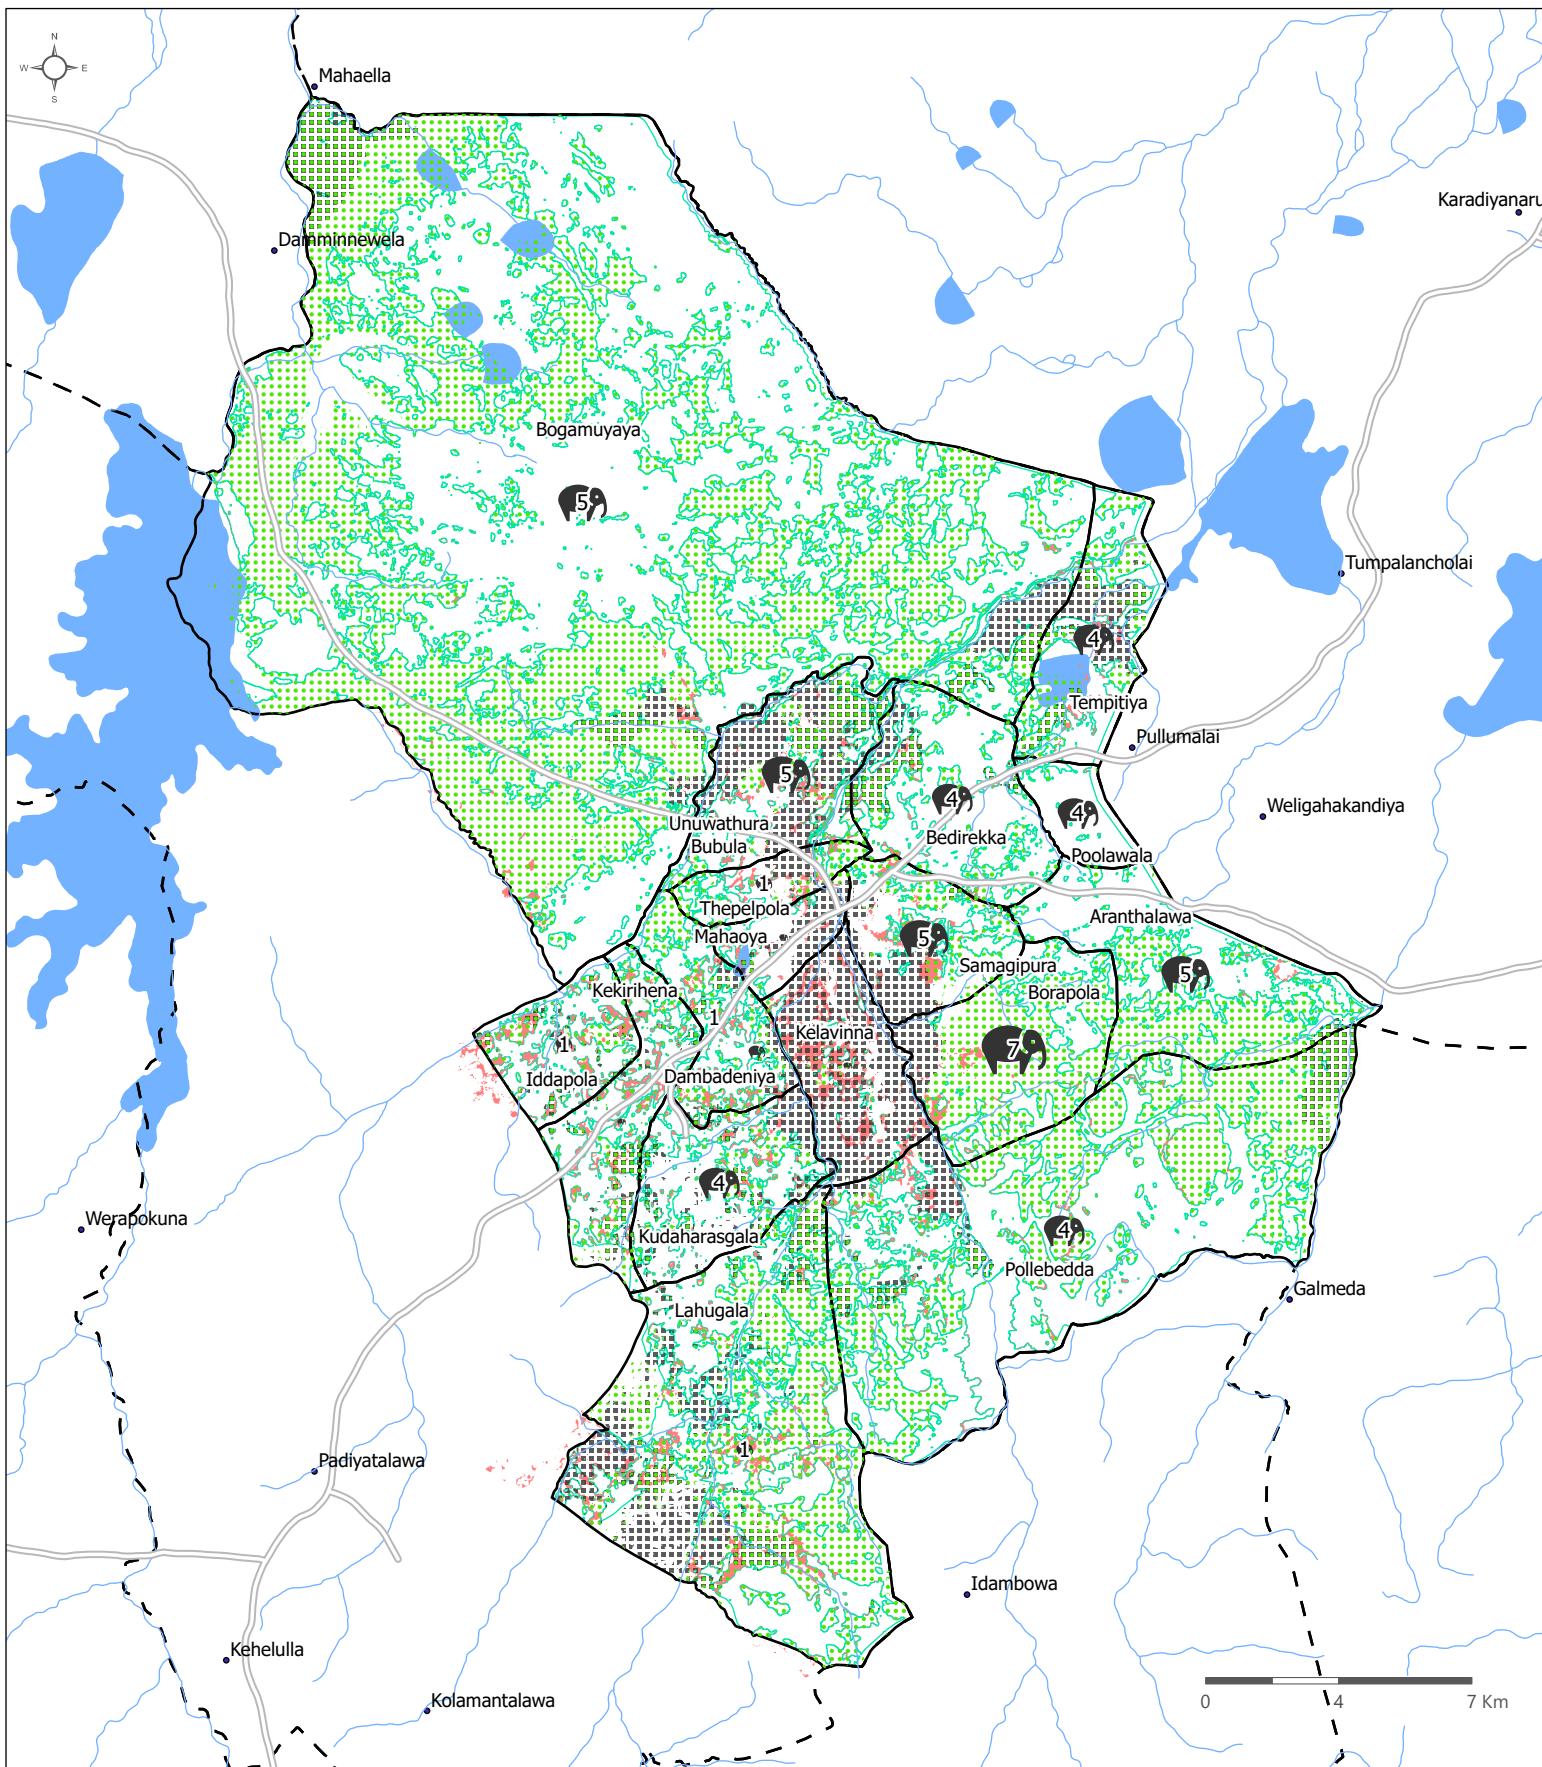 N
W
E
S
Mahaella
Karadiyanaru
Damminnewela
Bogamuyaya
5
Tumpalancholai
4
Tempitiya
Pullumalai
5
4
4
Weligahakandiya
Unuwathura
Bubula
Bedirekka
Poolawala
1
Thepelpola
Aranthalawa
Mahaoya
5
Samagipura
5
Kekirihena
Borapola
1
Kelavinna
1
7
Iddapola
Dambadeniya
4
Werapokuna
Kudaharasgala
4
Pollebedda
Galmeda
Lahugala
1
Padiyatalawa
Idambowa
Kehelulla
Kolamantalawa
0 4 7 Km